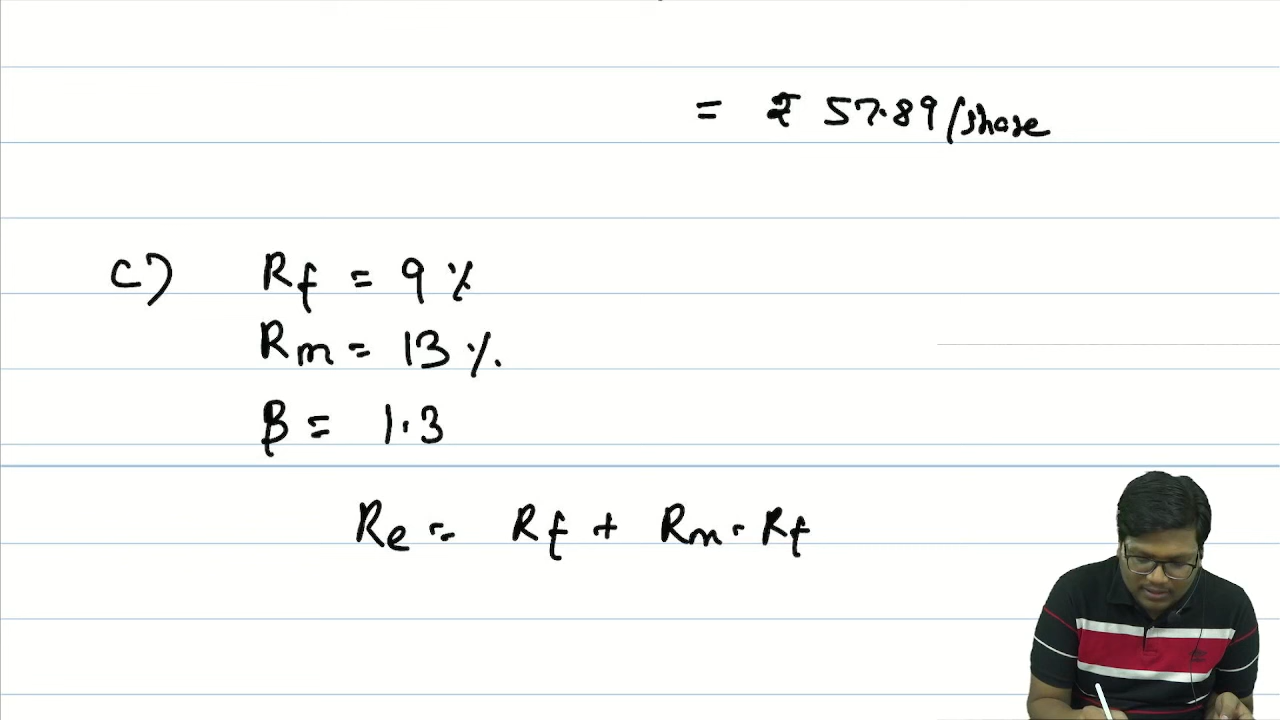 = ₹ 57.89/share
C) Rf = 9 %
Rm = 13 %.
β = 1.3
Re = Rf + Rm - Rf